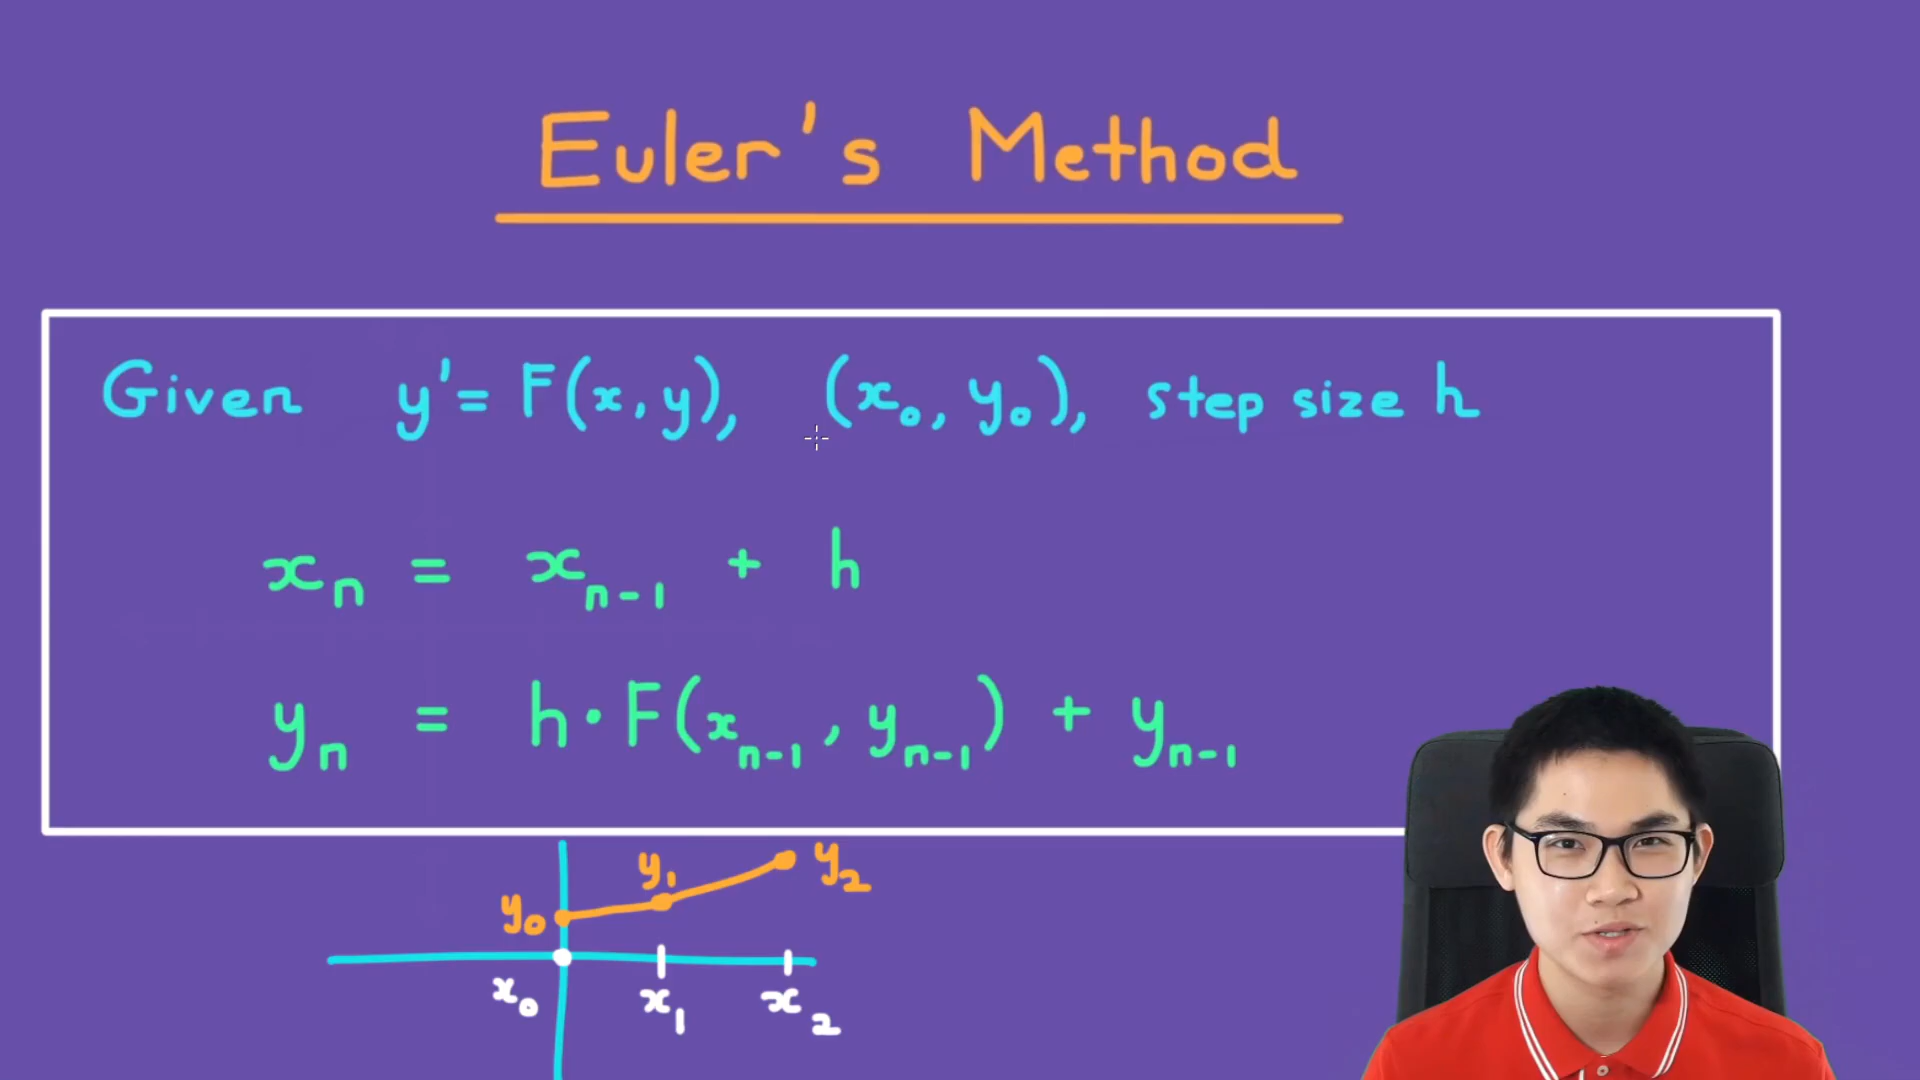 Euler's Method
Given y' = F(x, y), (x₀, y₀), step size h
xₙ = xₙ₋₁ + h
yₙ = h · F(xₙ₋₁, yₙ₋₁) + yₙ₋₁
y₀ y₁ y₂
x₀ x₁ x₂